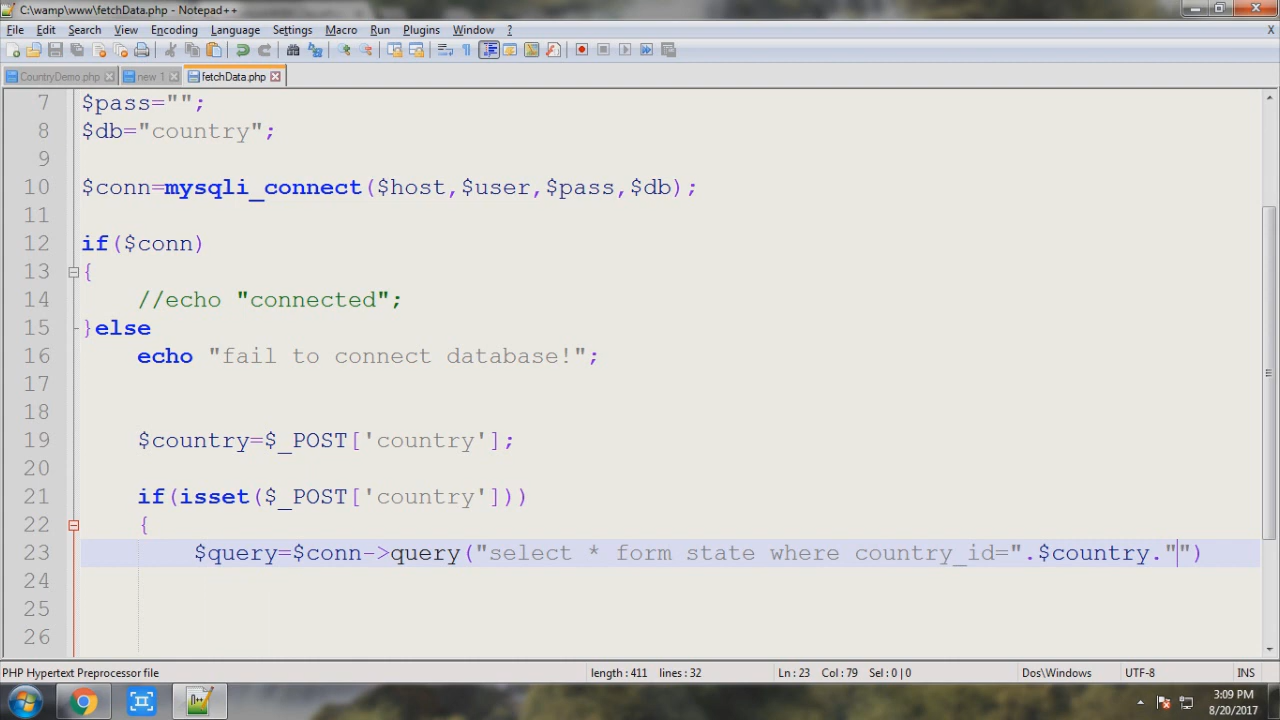 C:\wamp\www\fetchData.php - Notepad++
File Edit Search View Encoding Language Settings Macro Run Plugins Window ? X
CountryDemo.php new 1 fetchData.php
7 $pass="";
8 $db="country";
9
10 $conn=mysqli_connect($host,$user,$pass,$db);
11
12 if($conn)
13 {
14 //echo "connected";
15 }else
16 echo "fail to connect database!";
17
18
19 $country=$_POST['country'];
20
21 if(isset($_POST['country']))
22 {
23 $query=$conn->query("select * form state where country_id=".$country."")
24
25
26
PHP Hypertext Preprocessor file length : 411 lines : 32 Ln : 23 Col : 79 Sel : 0 | 0 Dos\Windows UTF-8 INS
3:09 PM
8/20/2017